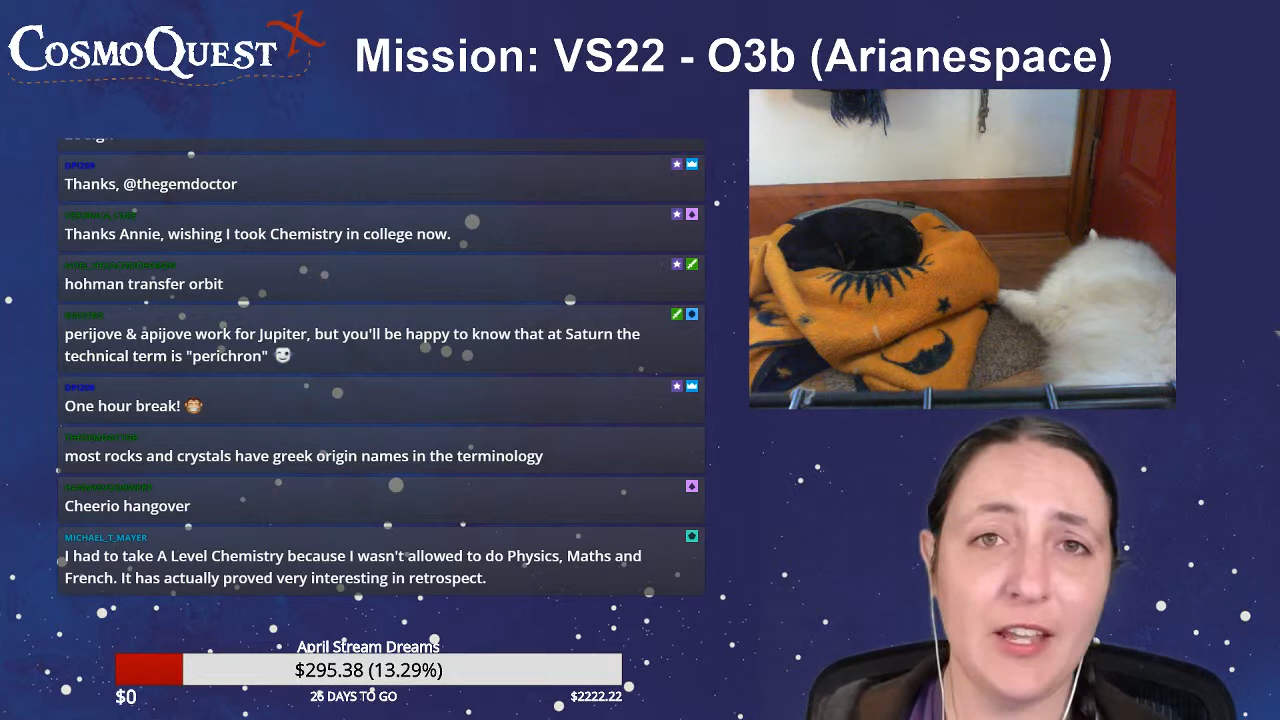 CosmoQuest X
Mission: VS22 - O3b (Arianespace)
Thanks, @thegemdoctor
Thanks Annie, wishing I took Chemistry in college now.
hohman transfer orbit
perijove & apijove work for Jupiter, but you'll be happy to know that at Saturn the
technical term is "perichron"
One hour break!
most rocks and crystals have greek origin names in the terminology
Cheerio hangover
MICHAEL_T_MAYER
I had to take A Level Chemistry because I wasn't allowed to do Physics, Maths and
French. It has actually proved very interesting in retrospect.
April Stream Dreams
$295.38 (13.29%)
$0 26 DAYS TO GO $2222.22